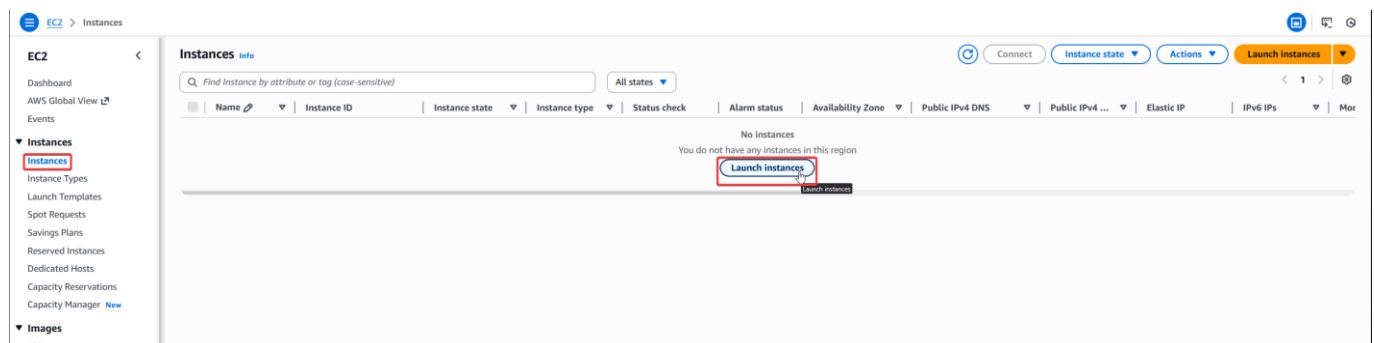 EC2 > Instances
EC2
Dashboard
AWS Global View
Events
Instances
Instances
Instance Types
Launch Templates
Spot Requests
Savings Plans
Reserved Instances
Dedicated Hosts
Capacity Reservations
Capacity Manager New
Images
Instances Info
Connect
Instance state
Actions
Launch instances
Find Instance by attribute or tag (case-sensitive)
All states
1
Name Instance ID Instance state Instance type Status check Alarm status Availability Zone Public IPv4 DNS Public IPv4 ... Elastic IP IPv6 IPs Mor
No instances
You do not have any instances in this region
Launch instances
Launch instances